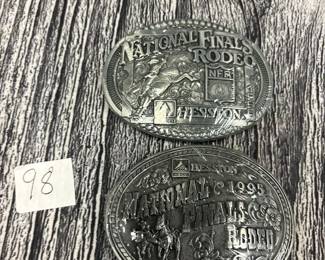 NATIONAL FINALS
RODEO
NFR
HESSTON
98
HESSTON
NATIONAL 1995
FINALS
RODEO